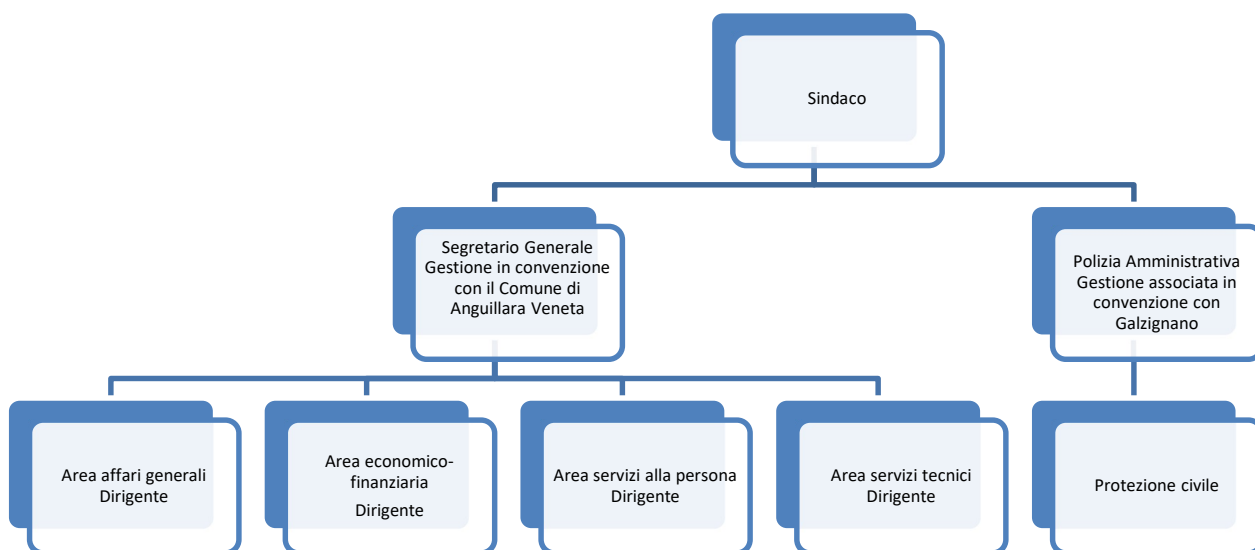 Sindaco
Segretario Generale
Gestione in convenzione
con il Comune di
Anguillara Veneta
Polizia Amministrativa
Gestione associata in
convenzione con
Galzignano
Area affari generali
Dirigente
Area economico-
finanziaria
Dirigente
Area servizi alla persona
Dirigente
Area servizi tecnici
Dirigente
Protezione civile